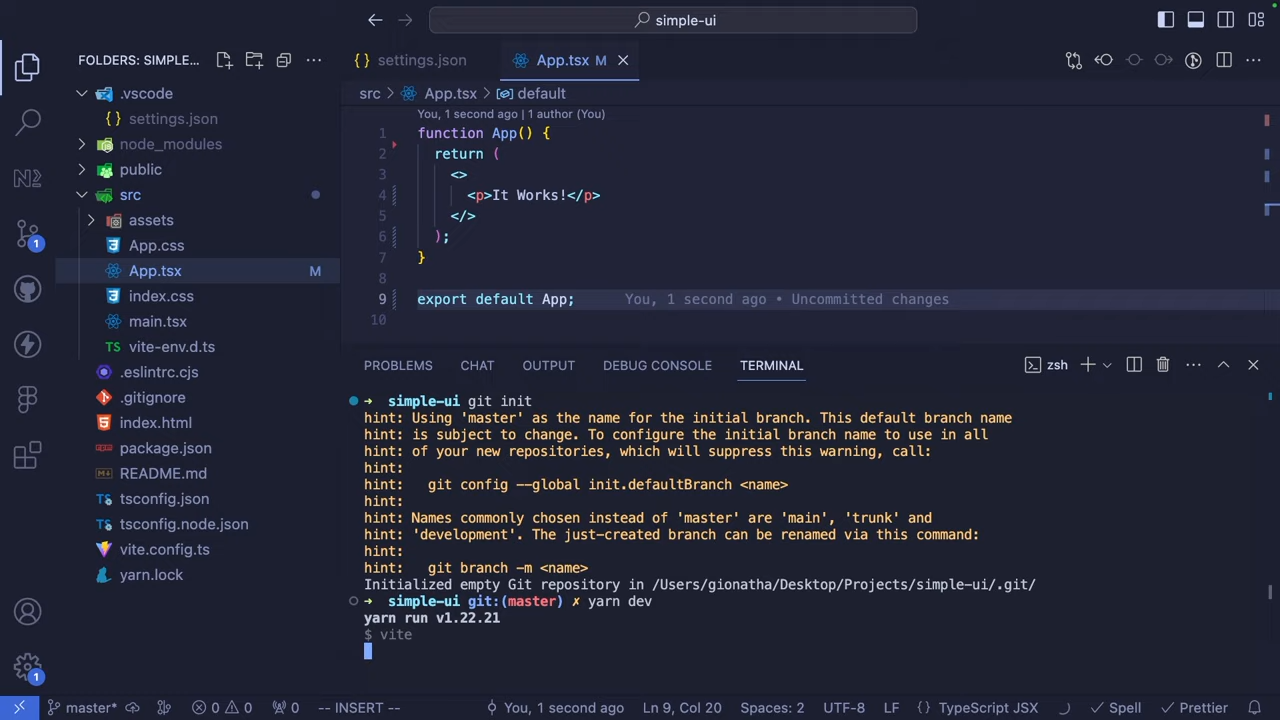 simple-ui
FOLDERS: SIMPLE...
.vscode
settings.json
node_modules
public
src
assets
App.css
App.tsx M
index.css
main.tsx
TS vite-env.d.ts
.eslintrc.cjs
.gitignore
index.html
package.json
README.md
TS tsconfig.json
TS tsconfig.node.json
vite.config.ts
yarn.lock
1
1
settings.json
App.tsx M
src > App.tsx > default
You, 1 second ago | 1 author (You)
1 function App() {
2 return (
3 <>
4 <p>It Works!</p>
5 </>
6 );
7 }
8
9 export default App; You, 1 second ago • Uncommitted changes
10
PROBLEMS CHAT OUTPUT DEBUG CONSOLE TERMINAL
zsh
➜ simple-ui git init
hint: Using 'master' as the name for the initial branch. This default branch name
hint: is subject to change. To configure the initial branch name to use in all
hint: of your new repositories, which will suppress this warning, call:
hint:
hint: git config --global init.defaultBranch <name>
hint:
hint: Names commonly chosen instead of 'master' are 'main', 'trunk' and
hint: 'development'. The just-created branch can be renamed via this command:
hint:
hint: git branch -m <name>
Initialized empty Git repository in /Users/gionatha/Desktop/Projects/simple-ui/.git/
➜ simple-ui git:(master) ✗ yarn dev
yarn run v1.22.21
$ vite
master* 0 0 0 -- INSERT -- You, 1 second ago Ln 9, Col 20 Spaces: 2 UTF-8 LF {} TypeScript JSX Spell Prettier